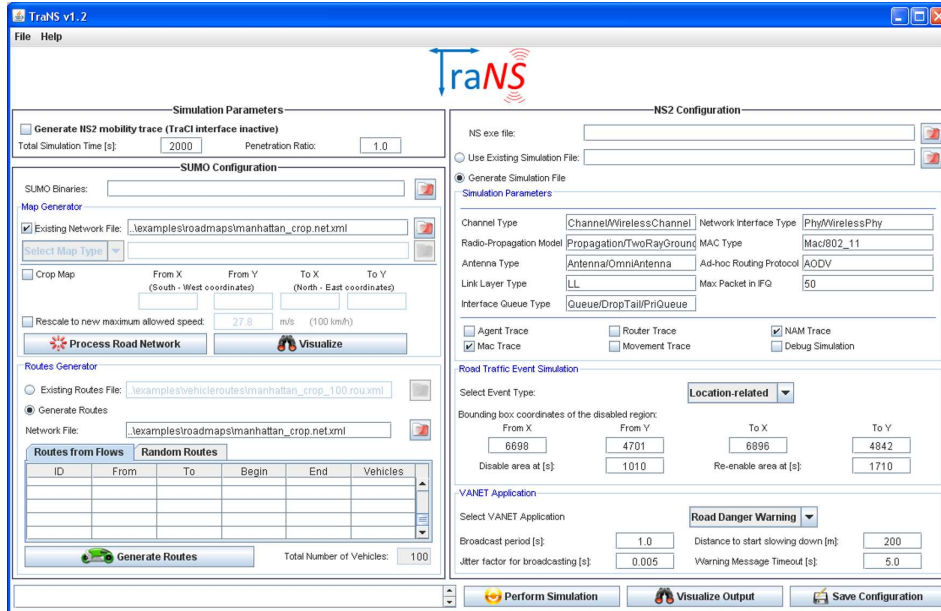 TraNS v1.2
File Help
TraNS
Simulation Parameters
Generate NS2 mobility trace (TraCI interface inactive)
Total Simulation Time [s]: 2000 Penetration Ratio: 1.0
SUMO Configuration
SUMO Binaries:
Map Generator
Existing Network File: ..\examples\roadmaps\manhattan_crop.net.xml
Select Map Type
Crop Map From X From Y To X To Y
(South - West coordinates) (North - East coordinates)
Rescale to new maximum allowed speed: 27.8 m/s (100 km/h)
Process Road Network Visualize
Routes Generator
Existing Routes File: ..\examples\vehicleroutes\manhattan_crop_100.rou.xml
Generate Routes
Network File: ..\examples\roadmaps\manhattan_crop.net.xml
Routes from Flows Random Routes
ID From To Begin End Vehicles
Generate Routes Total Number of Vehicles: 100
NS2 Configuration
NS exe file:
Use Existing Simulation File:
Generate Simulation File
Simulation Parameters
Channel Type Channel/WirelessChannel Network Interface Type Phy/WirelessPhy
Radio-Propagation Model Propagation/TwoRayGround MAC Type Mac/802_11
Antenna Type Antenna/OmniAntenna Ad-hoc Routing Protocol AODV
Link Layer Type LL Max Packet in IFQ 50
Interface Queue Type Queue/DropTail/PriQueue
Agent Trace Router Trace NAM Trace
Mac Trace Movement Trace Debug Simulation
Road Traffic Event Simulation
Select Event Type: Location-related
Bounding box coordinates of the disabled region:
From X From Y To X To Y
6698 4701 6896 4842
Disable area at [s]: 1010 Re-enable area at [s]: 1710
VANET Application
Select VANET Application Road Danger Warning
Broadcast period [s]: 1.0 Distance to start slowing down [m]: 200
Jitter factor for broadcasting [s]: 0.005 Warning Message Timeout [s]: 5.0
Perform Simulation Visualize Output Save Configuration